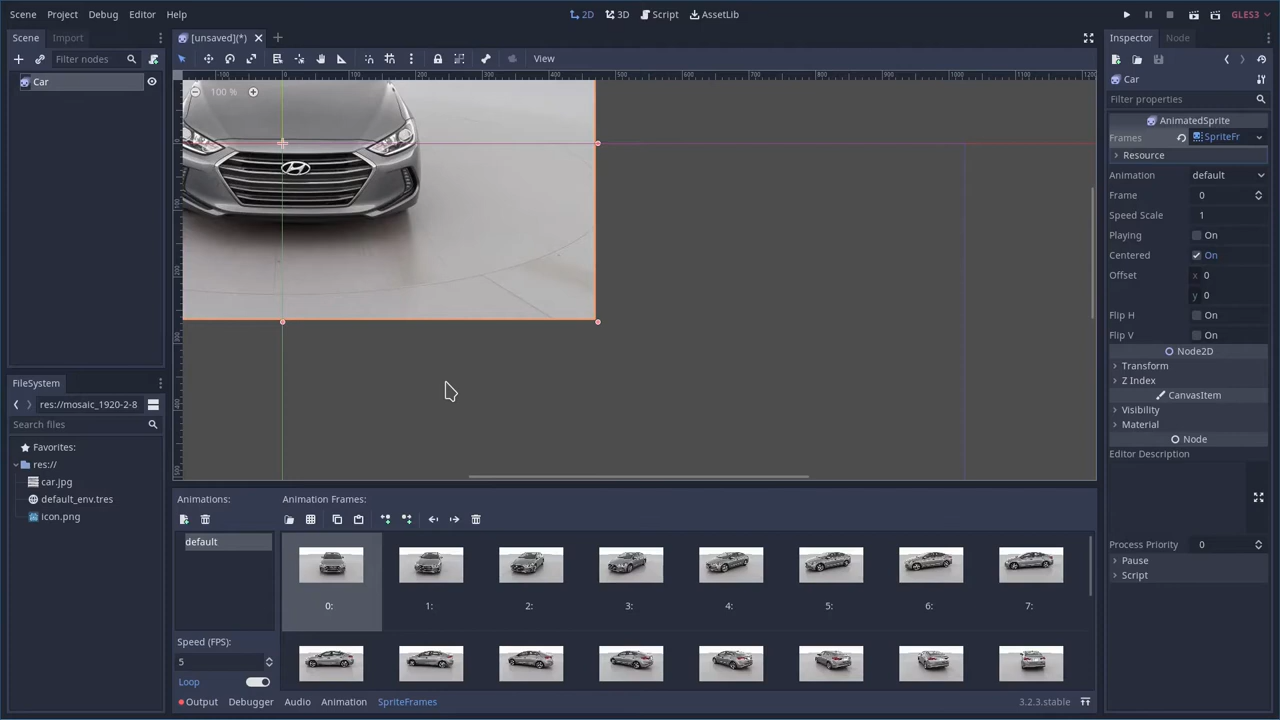 Scene Project Debug Editor Help
2D 3D Script AssetLib
GLES3
Scene Import
[unsaved](*)
Inspector Node
Filter nodes
View
Car
Car
100 %
Filter properties
AnimatedSprite
Frames SpriteFr
Resource
Animation default
Frame 0
Speed Scale 1
Playing On
Centered On
Offset x 0
y 0
Flip H On
Flip V On
Node2D
Transform
Z Index
CanvasItem
Visibility
Material
Node
Editor Description
Process Priority 0
Pause
Script
FileSystem
res://mosaic_1920-2-8
Search files
Favorites:
res://
car.jpg
default_env.tres
icon.png
Animations: Animation Frames:
default
0: 1: 2: 3: 4: 5: 6: 7:
Speed (FPS):
5
Loop
Output Debugger Audio Animation SpriteFrames
3.2.3.stable